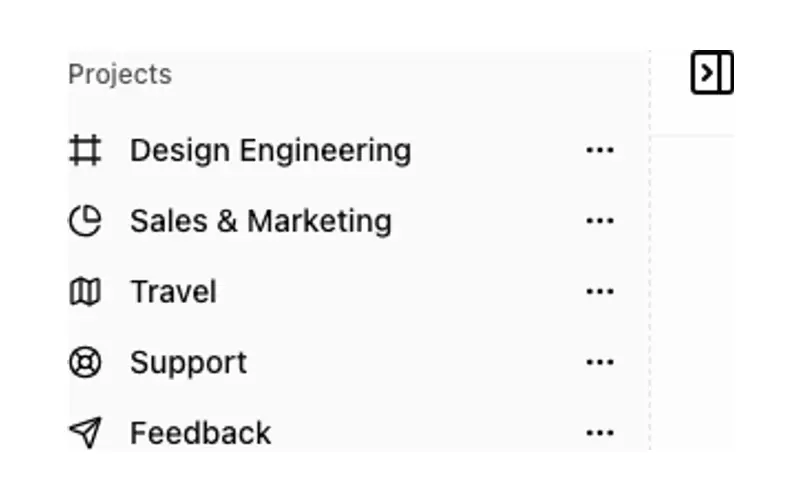 Projects
Design Engineering
Sales & Marketing
Travel
Support
Feedback